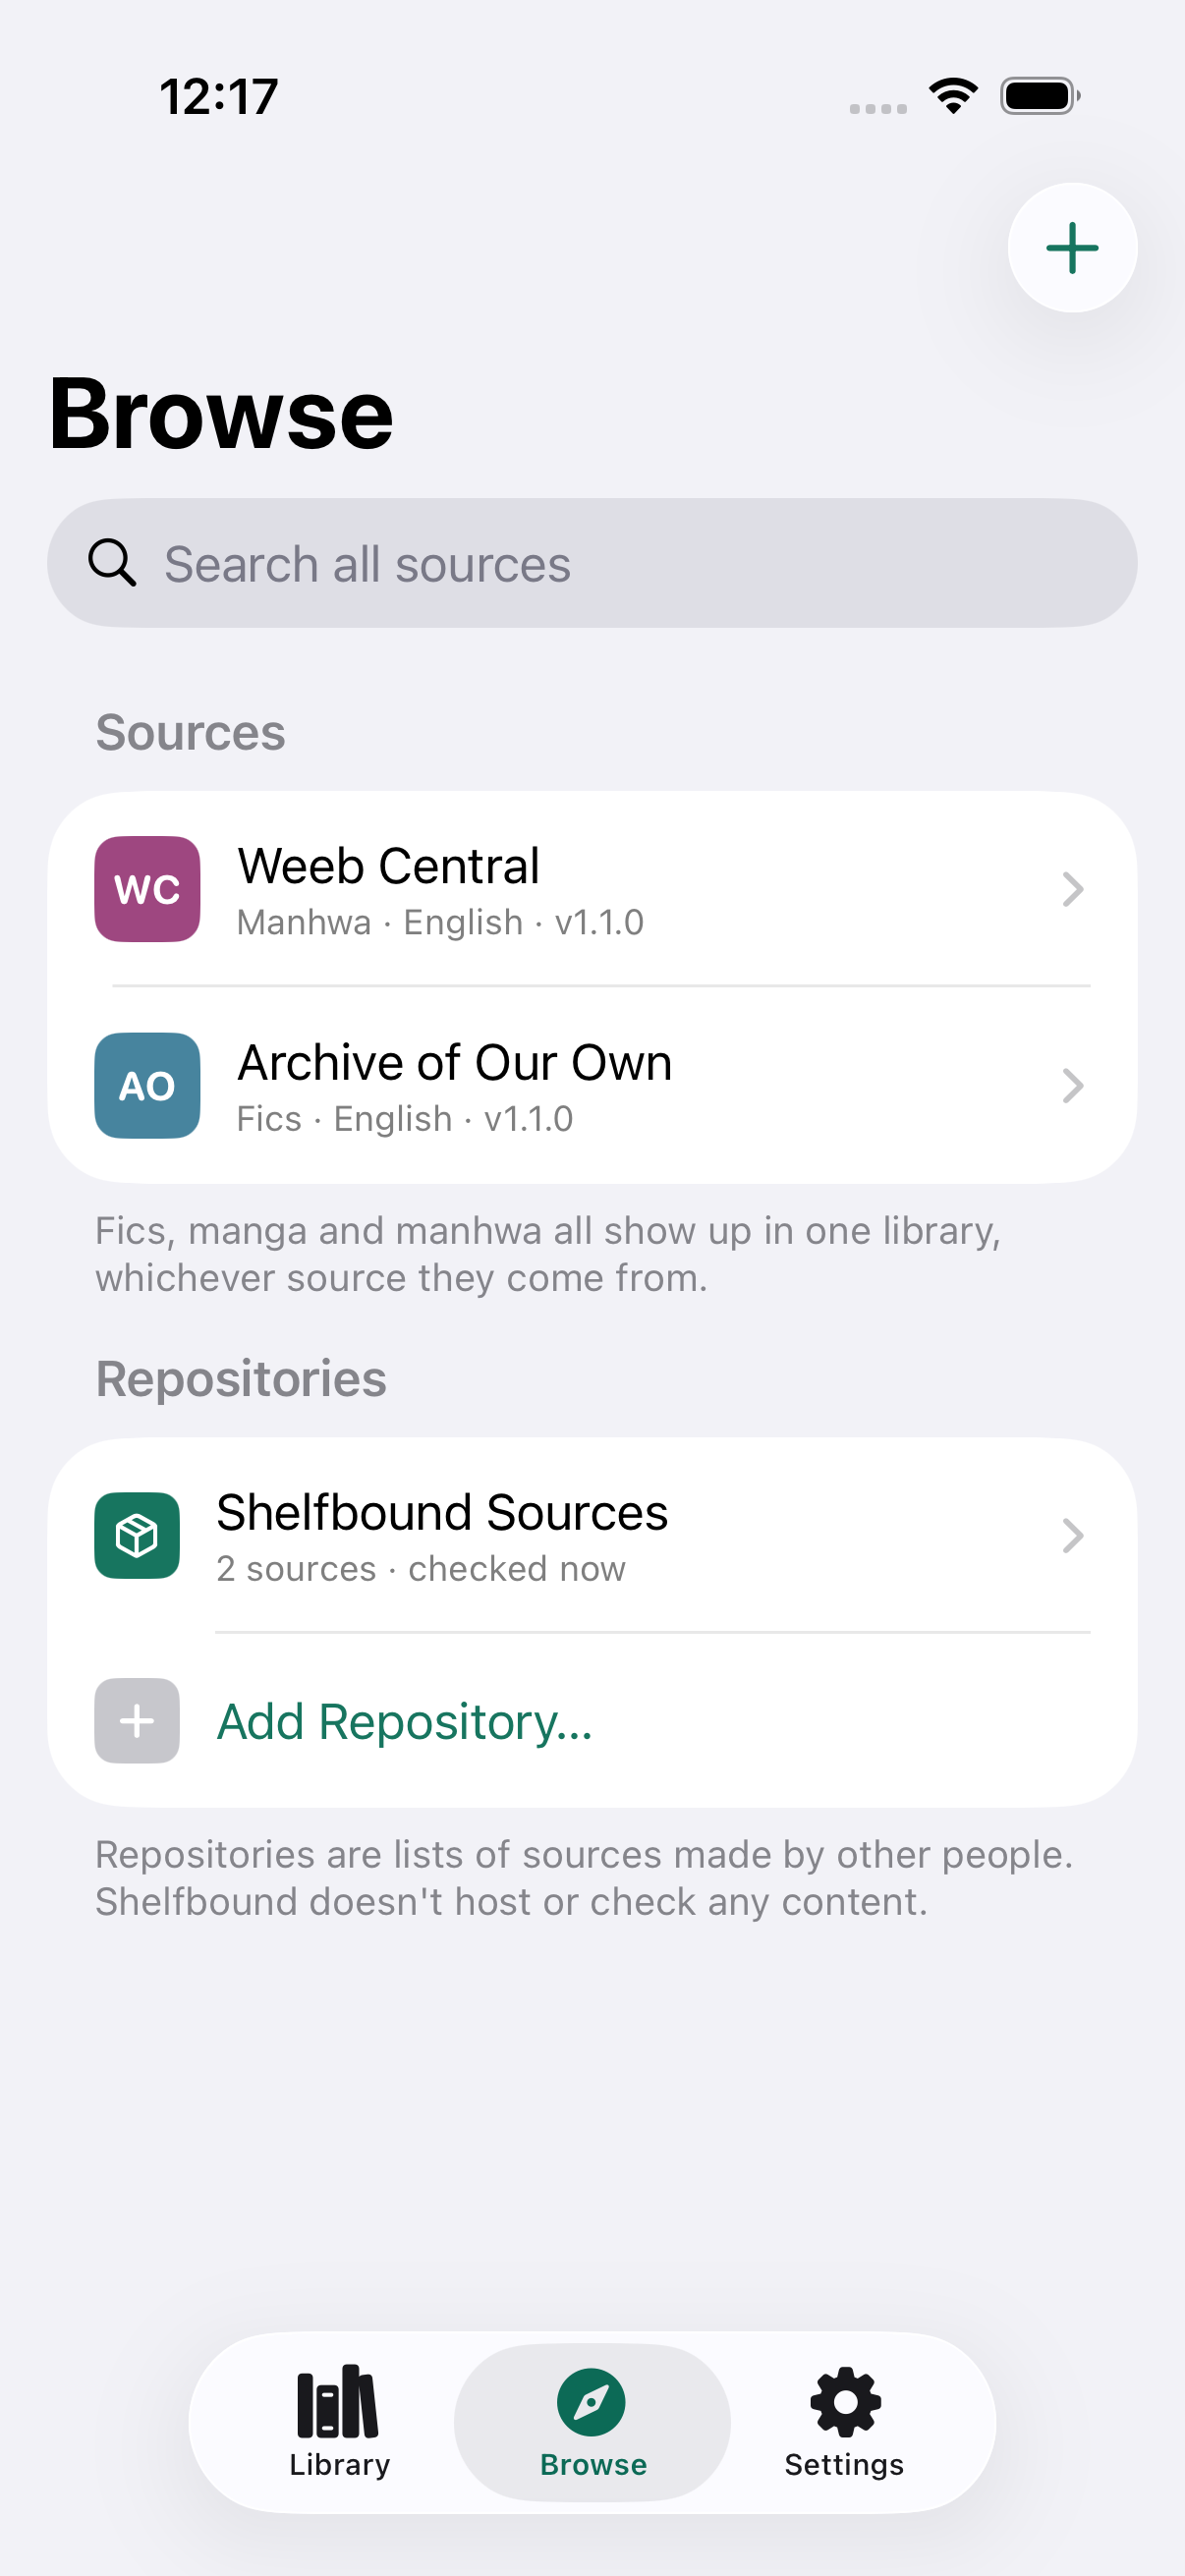 12:17
Browse
Search all sources
Sources
WC
Weeb Central
Manhwa · English · v1.1.0
AO
Archive of Our Own
Fics · English · v1.1.0
Fics, manga and manhwa all show up in one library,
whichever source they come from.
Repositories
Shelfbound Sources
2 sources · checked now
Add Repository...
Repositories are lists of sources made by other people.
Shelfbound doesn't host or check any content.
Library
Browse
Settings